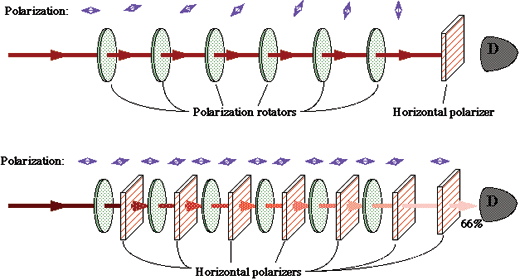 Polarization:
D
Polarization rotators
Horizontal polarizer
Polarization:
D
66%
Horizontal polarizers